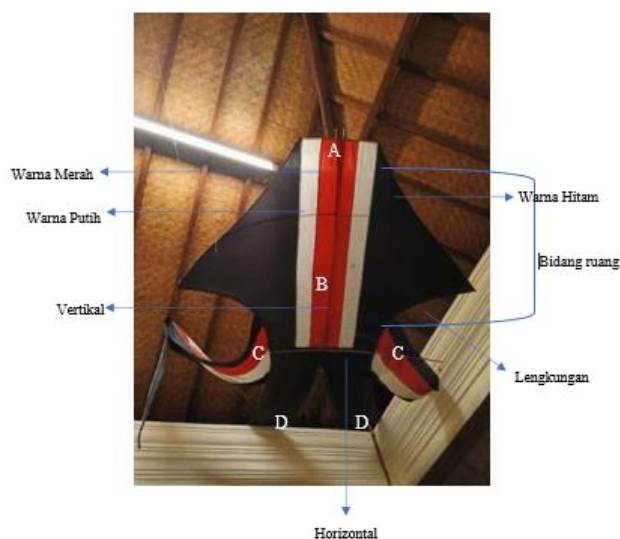 A
Warna Merah
Warna Hitam
Warna Putih
Bidang ruang
B
Vertikal
C
C
Lengkungan
D
D
Horizontal